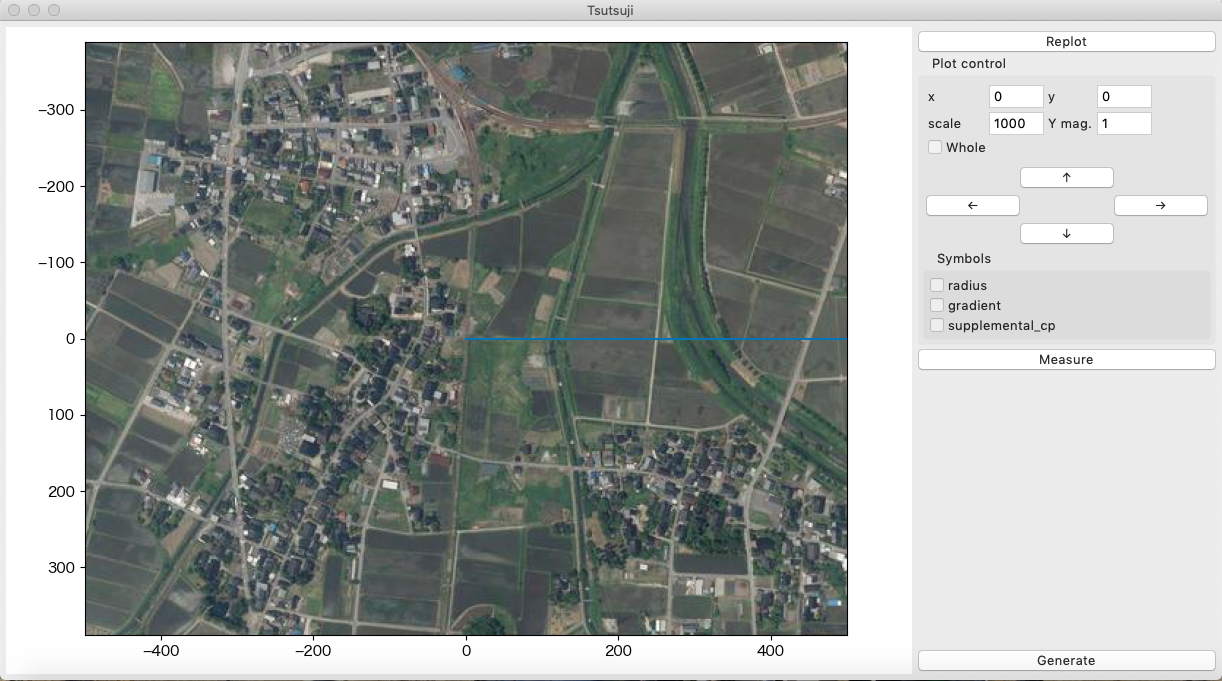 Tsutsuji
Replot
Plot control
x 0 y 0
scale 1000 Y mag. 1
Whole
↑
← →
↓
Symbols
radius
gradient
supplemental_cp
Measure
Generate
−300
−200
−100
0
100
200
300
−400 −200 0 200 400